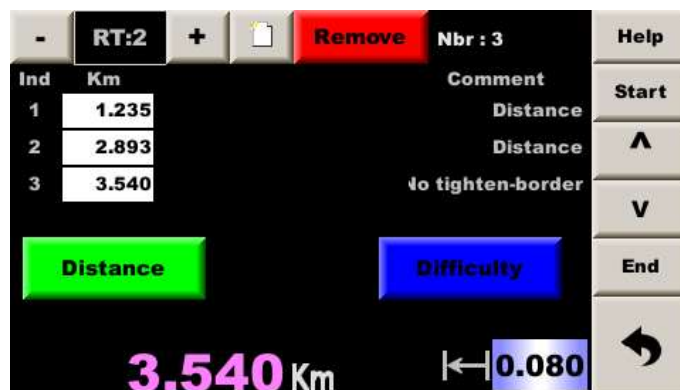 - RT:2 + Remove Nbr : 3 Help
Ind Km Comment Start
1 1.235 Distance
2 2.893 Distance ^
3 3.540 No tighten-border
v
Distance Difficulty End
3.540 Km 0.080